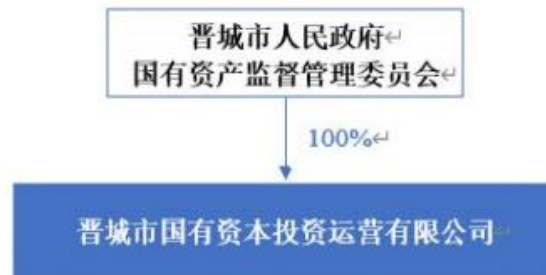 晋城市人民政府
国有资产监督管理委员会
100%
晋城市国有资本投资运营有限公司